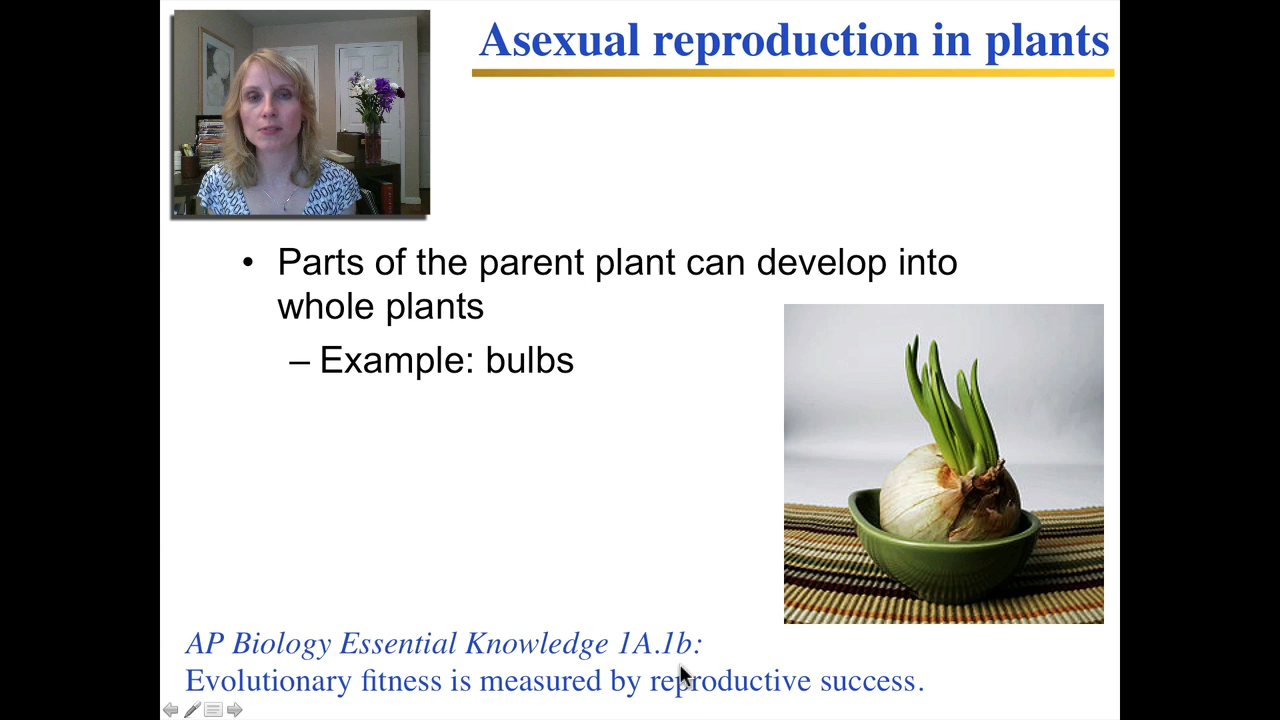 Asexual reproduction in plants
• Parts of the parent plant can develop into
whole plants
– Example: bulbs
AP Biology Essential Knowledge 1A.1b:
Evolutionary fitness is measured by reproductive success.